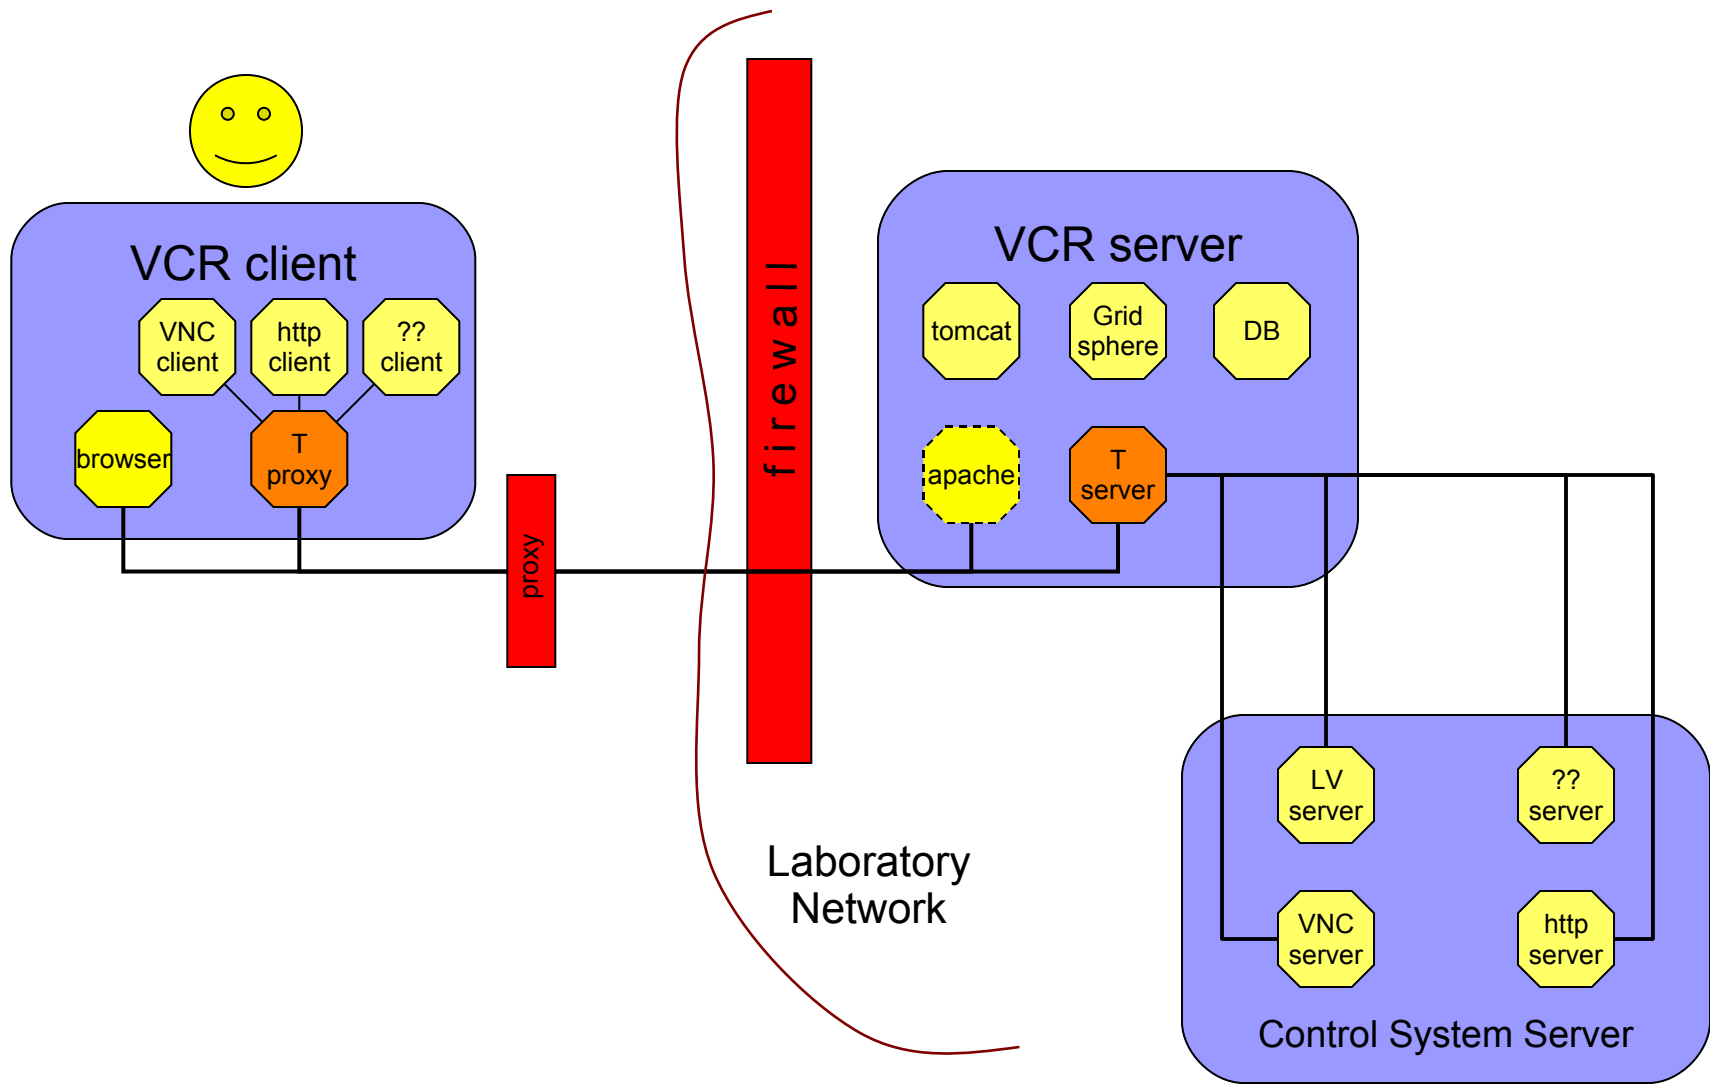 VCR client
VNC
client
http
client
??
client
browser
T
proxy
proxy
firewall
VCR server
tomcat
Grid
sphere
DB
apache
T
server
Laboratory
Network
LV
server
??
server
VNC
server
http
server
Control System Server